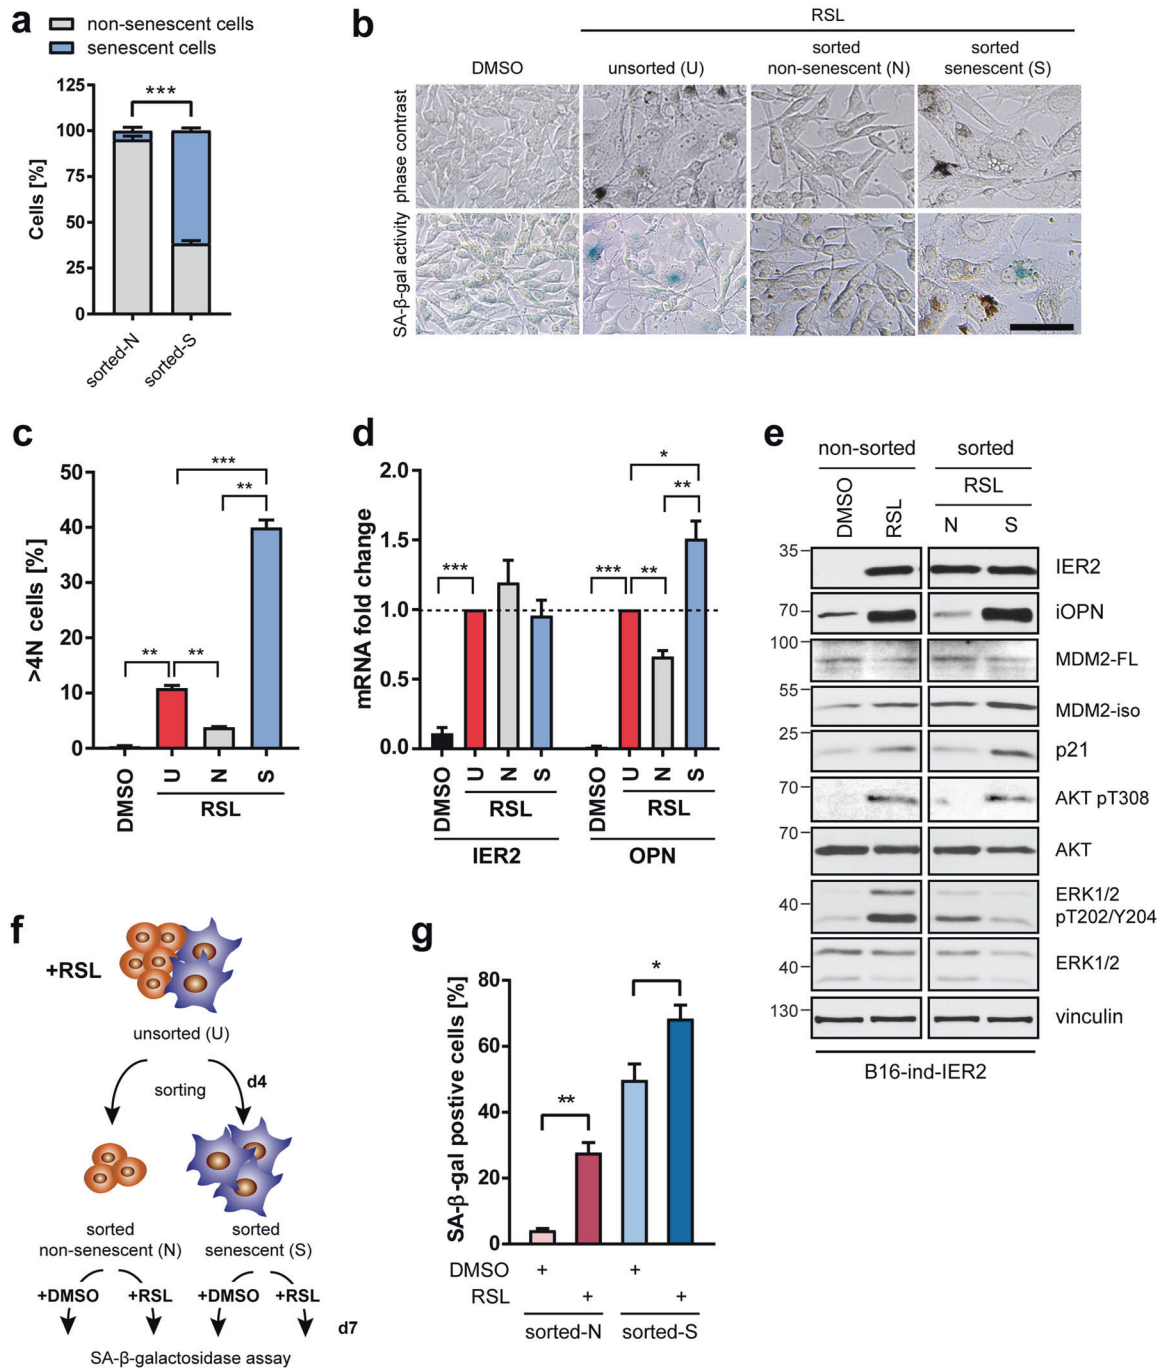 a
non-senescent cells
senescent cells
Cells [%]
125
100
75
50
25
0
***
sorted-N
sorted-S
b
RSL
DMSO
unsorted (U)
sorted
non-senescent (N)
sorted
senescent (S)
phase contrast
SA-β-gal activity
c
>4N cells [%]
50
40
30
20
10
0
***
**
** **
DMSO
U
N
S
RSL
d
mRNA fold change
2.0
1.5
1.0
0.5
0.0
*
**
*** *** **
DMSO
U
N
S
RSL
IER2
DMSO
U
N
S
RSL
OPN
e
non-sorted
sorted
DMSO
RSL
RSL
N S
35
IER2
70
iOPN
100
MDM2-FL
55
MDM2-iso
25
p21
70
AKT pT308
70
AKT
40
ERK1/2
pT202/Y204
40
ERK1/2
130
vinculin
B16-ind-IER2
f
+RSL
unsorted (U)
sorting
d4
sorted
non-senescent (N)
sorted
senescent (S)
+DMSO +RSL +DMSO +RSL
d7
SA-β-galactosidase assay
g
SA-β-gal postive cells [%]
80
60
40
20
0
*
**
DMSO + +
RSL + +
sorted-N sorted-S